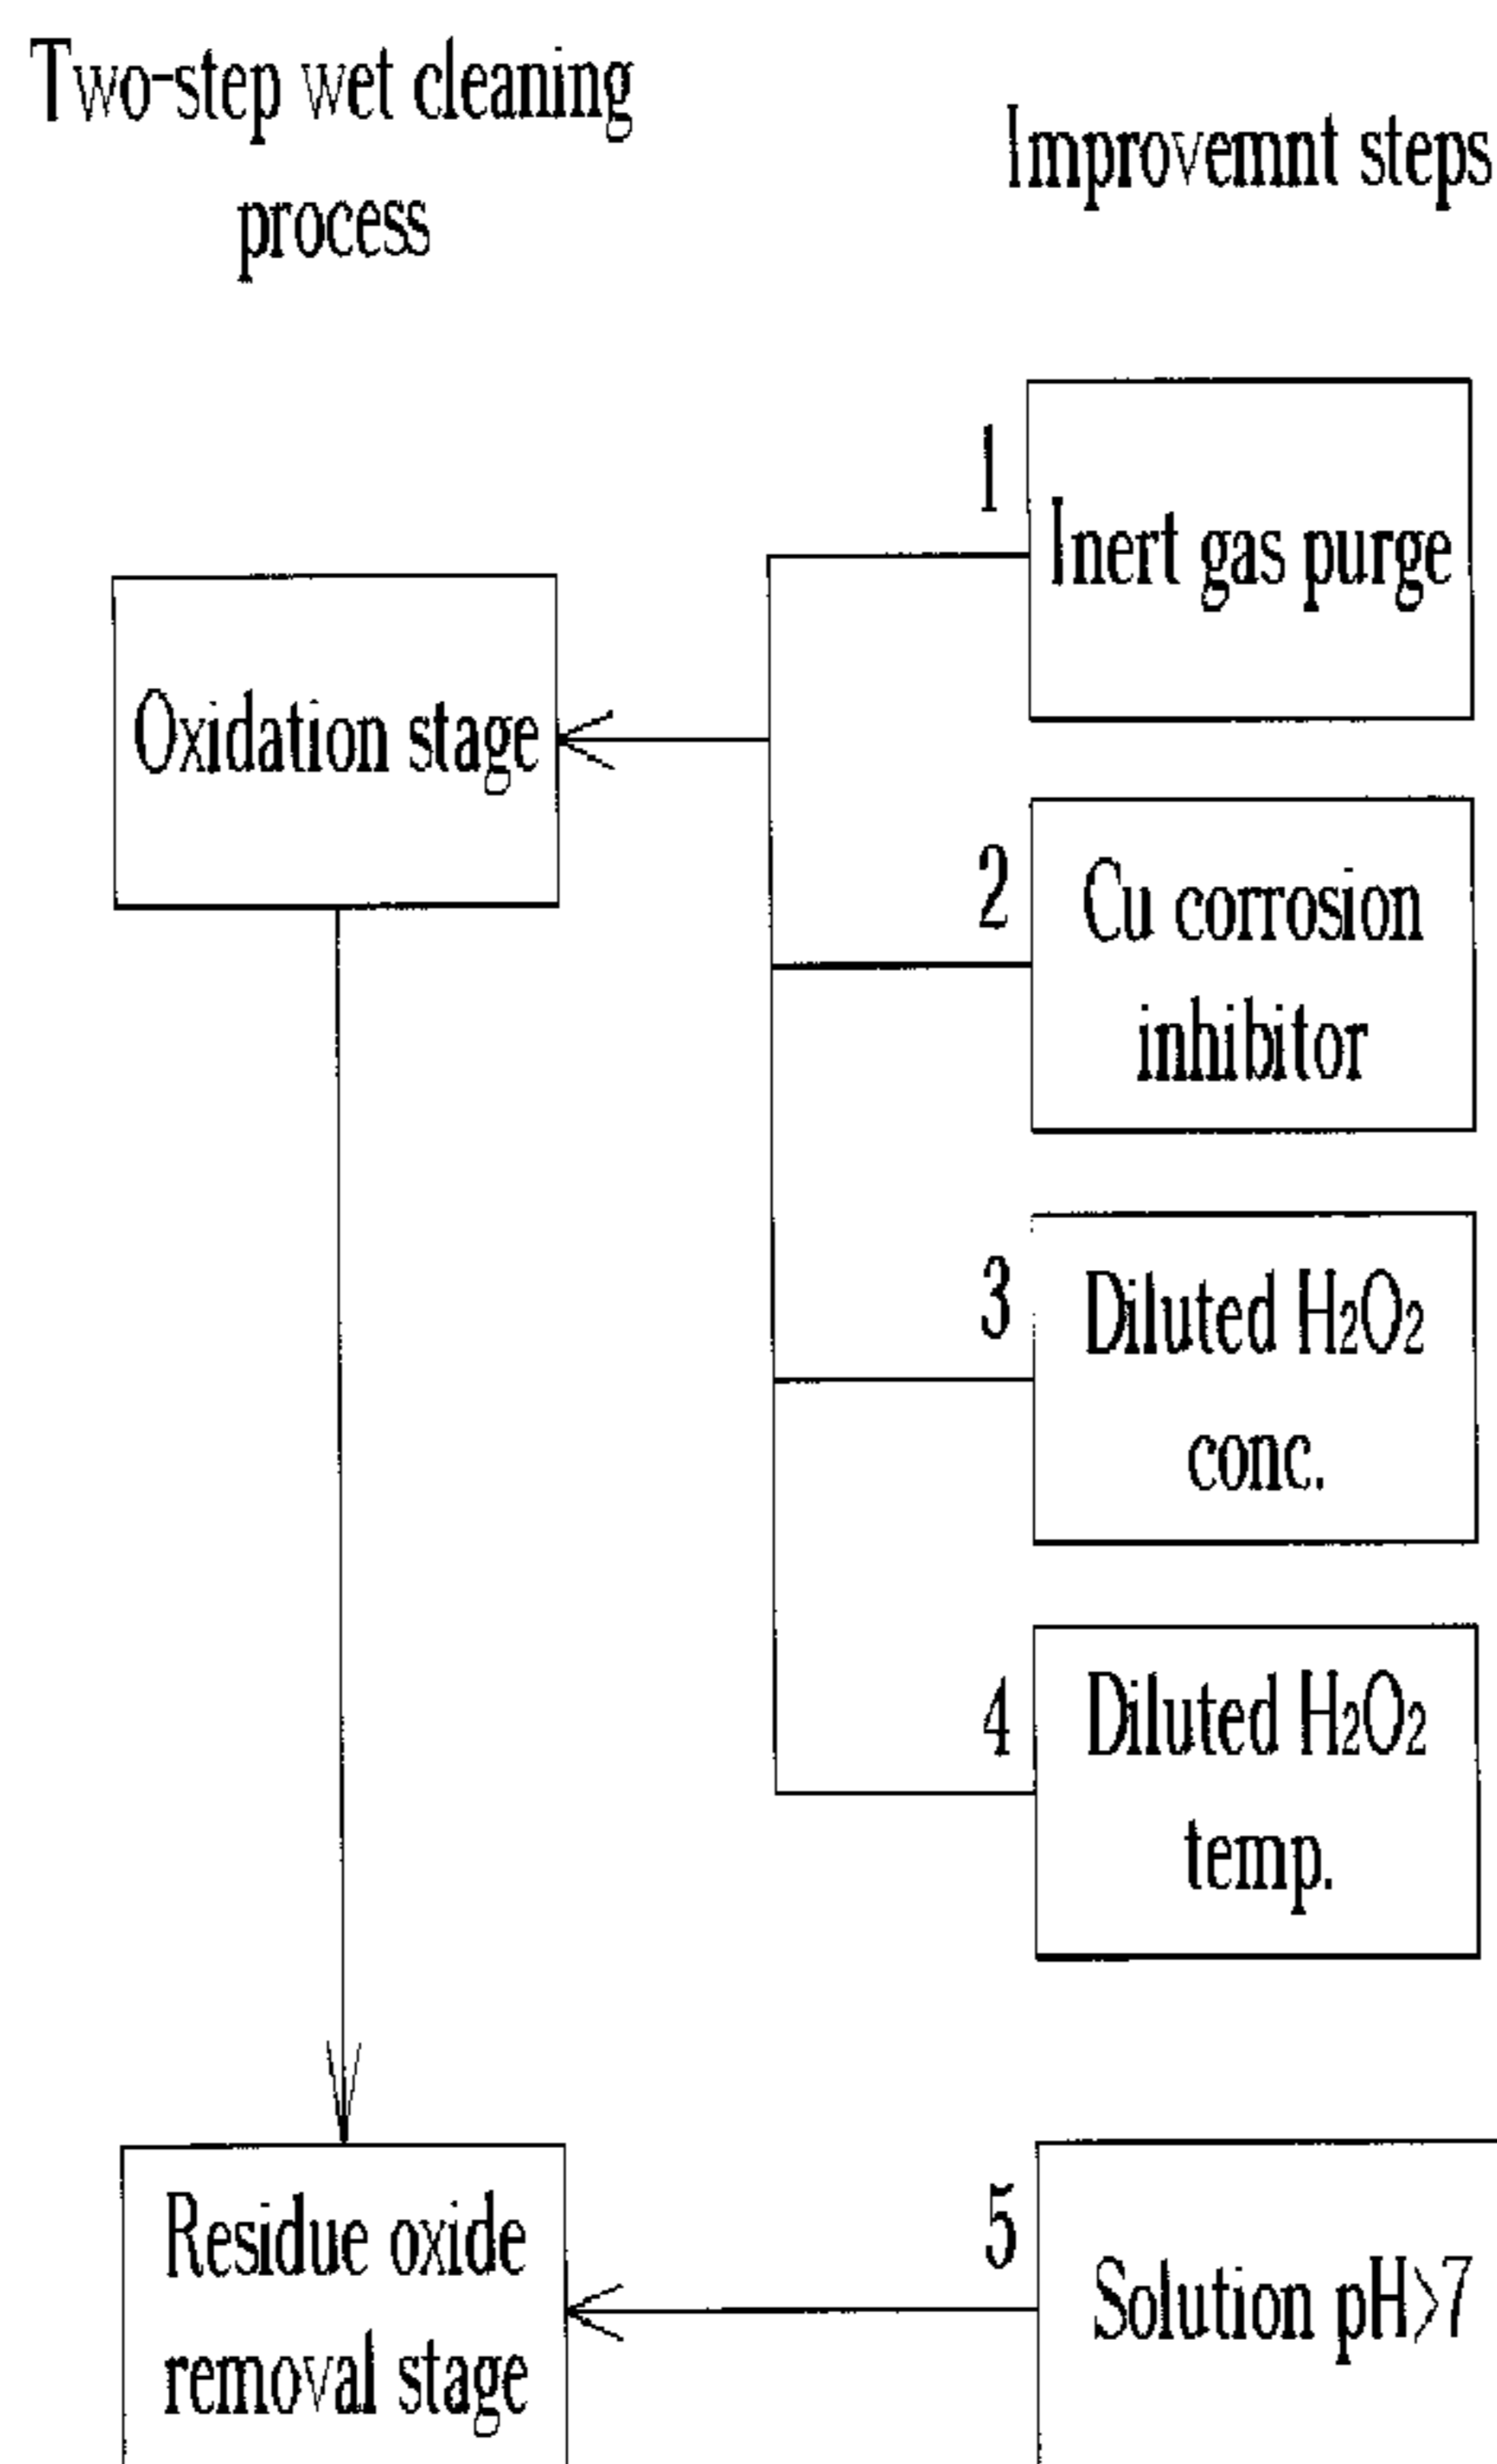 Two-step wet cleaning
process
Improvemnt steps
1
Inert gas purge
Oxidation stage
2
Cu corrosion
inhibitor
3
Diluted H₂O₂
conc.
4
Diluted H₂O₂
temp.
Residue oxide
removal stage
5
Solution pH>7